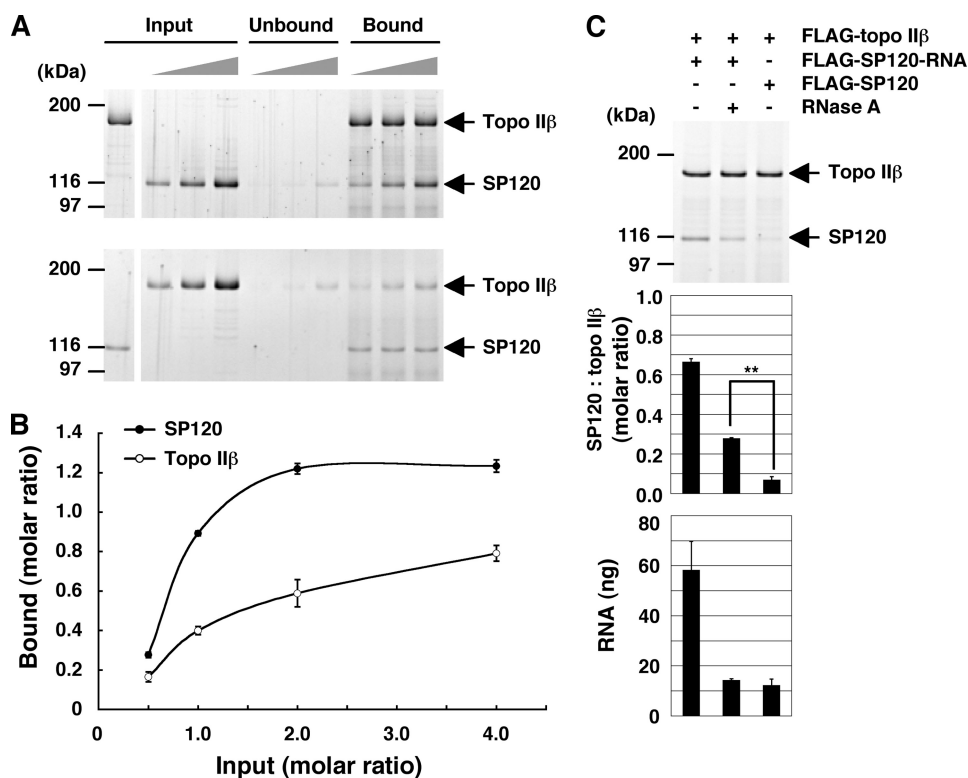 A
Input Unbound Bound
(kDa)
200
116
97
Topo IIβ
SP120
200
116
97
Topo IIβ
SP120
B
SP120
Topo IIβ
Bound (molar ratio)
1.4
1.2
1.0
0.8
0.6
0.4
0.2
0
0 1.0 2.0 3.0 4.0
Input (molar ratio)
C
+ + + FLAG-topo IIβ
+ + - FLAG-SP120-RNA
- - + FLAG-SP120
- + - RNase A
(kDa)
200
116
97
Topo IIβ
SP120
SP120 : topo IIβ
(molar ratio)
1.0
0.8
0.6
0.4
0.2
0.0
**
RNA (ng)
80
60
40
20
0